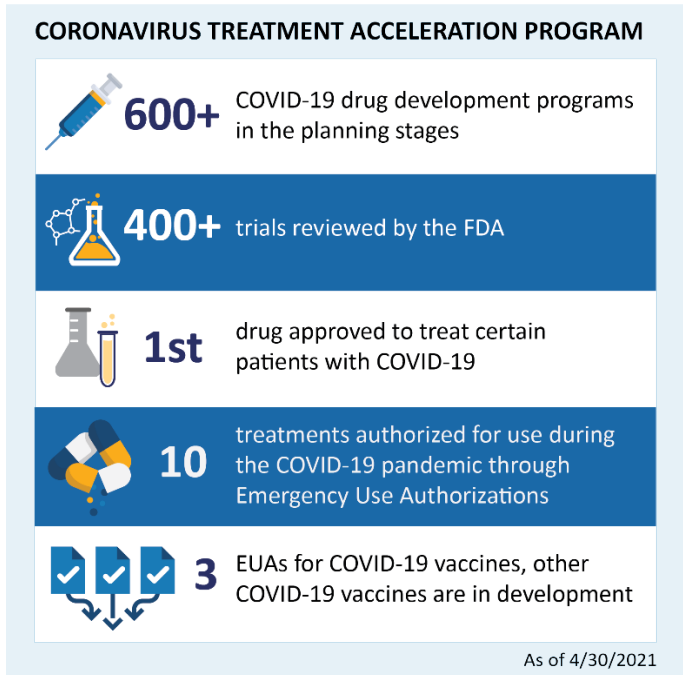 CORONAVIRUS TREATMENT ACCELERATION PROGRAM
600+
COVID-19 drug development programs
in the planning stages
400+
trials reviewed by the FDA
1st
drug approved to treat certain
patients with COVID-19
10
treatments authorized for use during
the COVID-19 pandemic through
Emergency Use Authorizations
3
EUAs for COVID-19 vaccines, other
COVID-19 vaccines are in development
As of 4/30/2021